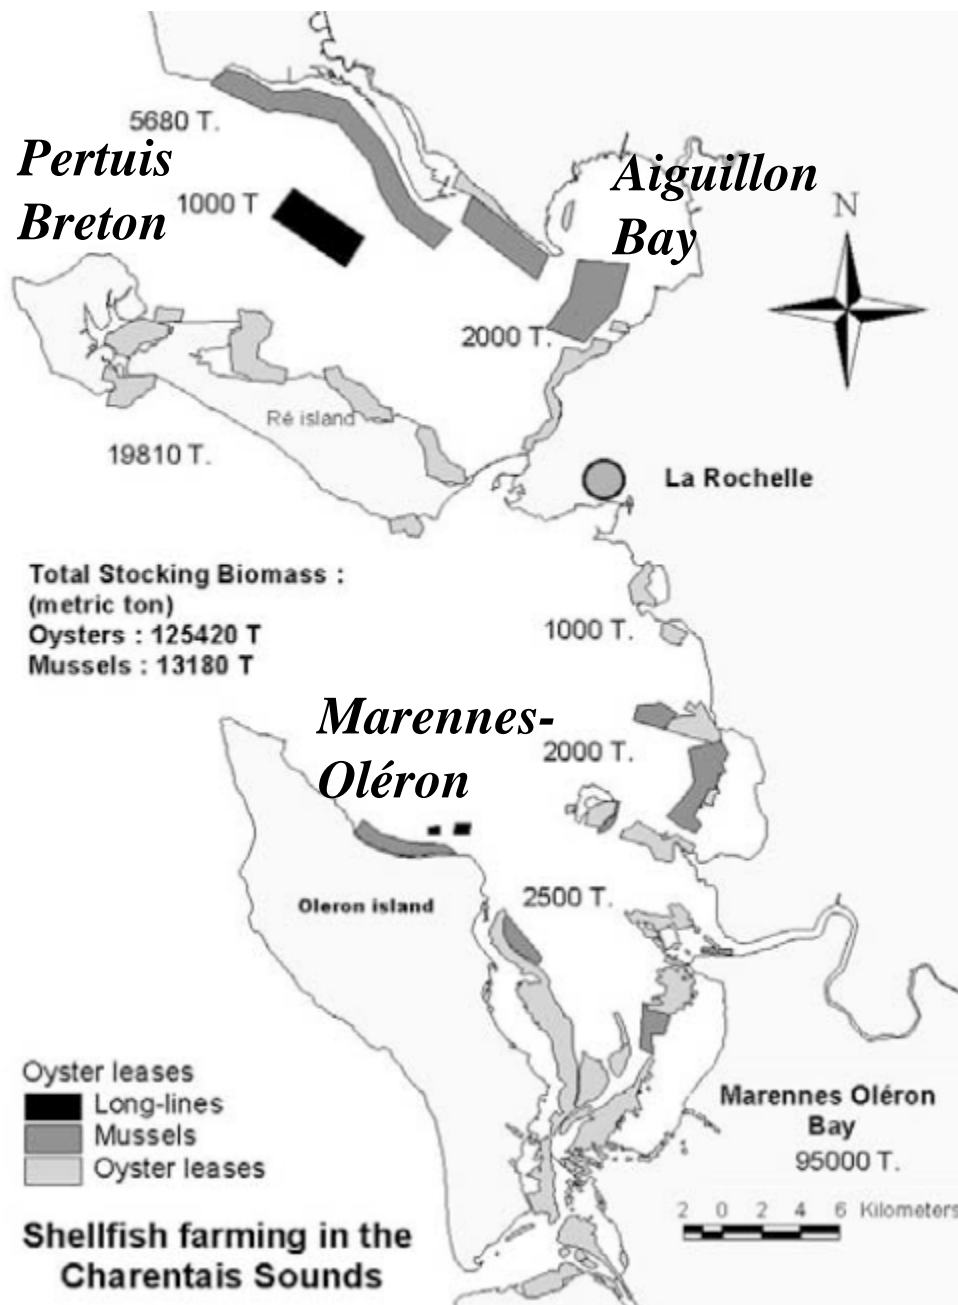 5680 T.
Pertuis
Breton
1000 T
Aiguillon
Bay
N
2000 T.
Ré island
19810 T.
La Rochelle
Total Stocking Biomass :
(metric ton)
Oysters : 125420 T
Mussels : 13180 T
1000 T.
Marennes-
Oléron
2000 T.
Oleron island
2500 T.
Oyster leases
Long-lines
Mussels
Oyster leases
Marennes Oléron
Bay
95000 T.
2 0 2 4 6 Kilometers
Shellfish farming in the
Charentais Sounds